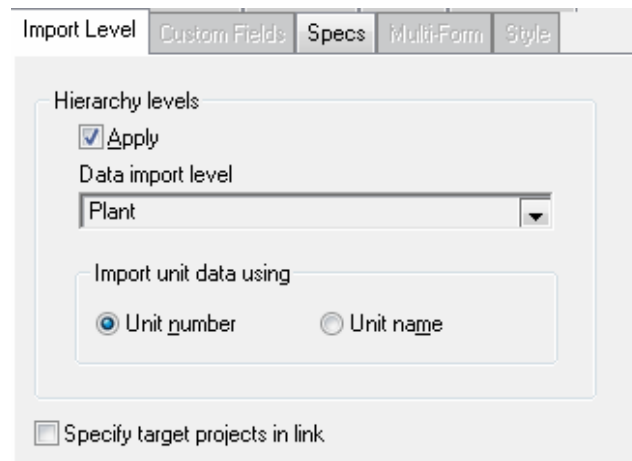 Import Level Custom Fields Specs Multi-Form Style
Hierarchy levels
Apply
Data import level
Plant
Import unit data using
Unit number Unit name
Specify target projects in link